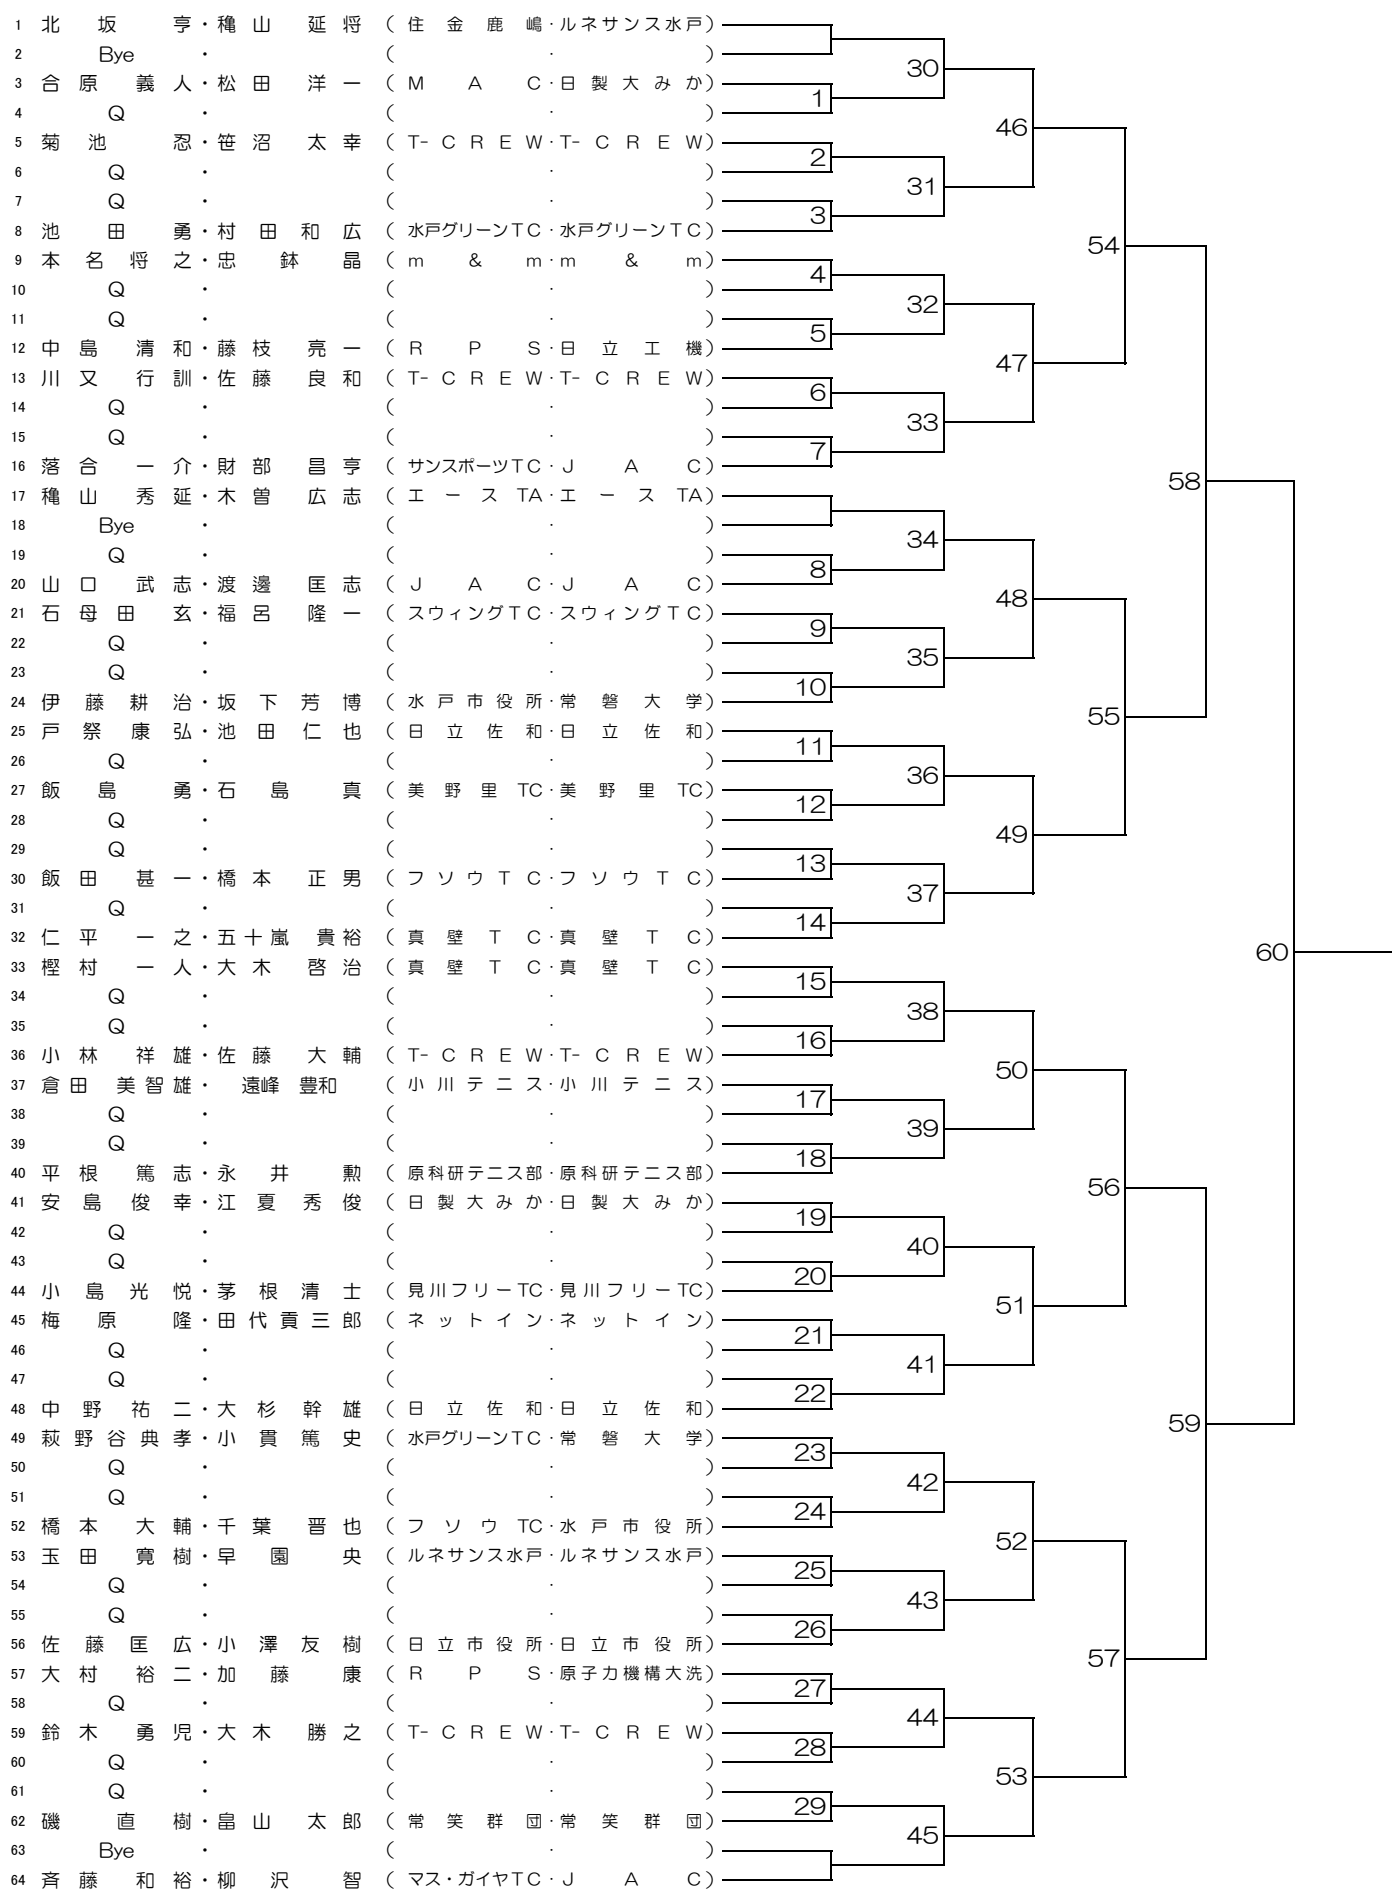 1 北坂 亨・穐山 延将 (住金鹿嶋・ルネサンス水戸)
2 Bye ・ ( ・ )
30
3 合原 義人・松田 洋一 (MAC・日製大みか)
1
4 Q ・ ( ・ )
46
5 菊池 忍・笹沼 太幸 (T-CREW・T-CREW)
2
6 Q ・ ( ・ )
31
7 Q ・ ( ・ )
3
8 池田 勇・村田和広 (水戸グリーンTC・水戸グリーンTC)
54
9 本名将之・忠鉢 晶 (m&m・m&m)
4
10 Q ・ ( ・ )
32
11 Q ・ ( ・ )
5
12 中島 清和・藤枝 亮一 (RPS・日立工機)
47
13 川又 行訓・佐藤 良和 (T-CREW・T-CREW)
6
14 Q ・ ( ・ )
33
15 Q ・ ( ・ )
7
16 落合 一介・財部 昌亨 (サンスポーツTC・JAC)
58
17 穐山 秀延・木曽 広志 (エースTA・エースTA)
18 Bye ・ ( ・ )
34
19 Q ・ ( ・ )
8
20 山口 武志・渡邊 匡志 (JAC・JAC)
48
21 石母田 玄・福呂 隆一 (スウィングTC・スウィングTC)
9
22 Q ・ ( ・ )
35
23 Q ・ ( ・ )
10
24 伊藤耕治・坂下芳博 (水戸市役所・常磐大学)
55
25 戸祭康弘・池田仁也 (日立佐和・日立佐和)
11
26 Q ・ ( ・ )
36
27 飯島 勇・石島 真 (美野里TC・美野里TC)
12
28 Q ・ ( ・ )
49
29 Q ・ ( ・ )
13
30 飯田 甚一・橋本 正男 (フソウTC・フソウTC)
37
31 Q ・ ( ・ )
14
32 仁平 一之・五十嵐 貴裕 (真壁TC・真壁TC)
60
33 樫村 一人・大木 啓治 (真壁TC・真壁TC)
15
34 Q ・ ( ・ )
38
35 Q ・ ( ・ )
16
36 小林 祥雄・佐藤 大輔 (T-CREW・T-CREW)
50
37 倉田 美智雄・ 遠峰 豊和 (小川テニス・小川テニス)
17
38 Q ・ ( ・ )
39
39 Q ・ ( ・ )
18
40 平根 篤志・永井 勲 (原科研テニス部・原科研テニス部)
56
41 安島俊幸・江夏秀俊 (日製大みか・日製大みか)
19
42 Q ・ ( ・ )
40
43 Q ・ ( ・ )
20
44 小島光悦・茅根清士 (見川フリーTC・見川フリーTC)
51
45 梅原 隆・田代貢三郎 (ネットイン・ネットイン)
21
46 Q ・ ( ・ )
41
47 Q ・ ( ・ )
22
48 中野祐二・大杉幹雄 (日立佐和・日立佐和)
59
49 萩野谷典孝・小貫篤史 (水戸グリーンTC・常磐大学)
23
50 Q ・ ( ・ )
42
51 Q ・ ( ・ )
24
52 橋本 大輔・千葉 晋也 (フソウTC・水戸市役所)
52
53 玉田 寛樹・早園 央 (ルネサンス水戸・ルネサンス水戸)
25
54 Q ・ ( ・ )
43
55 Q ・ ( ・ )
26
56 佐藤匡広・小澤友樹 (日立市役所・日立市役所)
57
57 大村 裕二・加藤 康 (RPS・原子力機構大洗)
27
58 Q ・ ( ・ )
44
59 鈴木 勇児・大木 勝之 (T-CREW・T-CREW)
28
60 Q ・ ( ・ )
53
61 Q ・ ( ・ )
29
62 磯 直樹・畠山 太郎 (常笑群団・常笑群団)
45
63 Bye ・ ( ・ )
64 斉藤 和裕・柳沢 智 (マス・ガイヤTC・JAC)